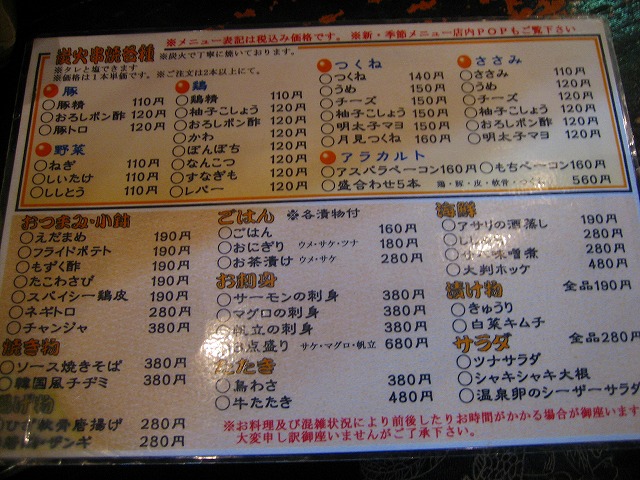 ※メニュー表記は税込み価格です。 ※新・季節メニュー店内POPもご覧下さい
炭火串焼各種 ※炭火で丁寧に焼いております。
※タレと塩できます
※価格は1本単価です。※ご注文は2本以上にて。
豚
○豚精 110円
○おろしポン酢 120円
○豚トロ 120円
野菜
○ねぎ 110円
○しいたけ 110円
○ししとう 110円
鶏
○鶏精 110円
○柚子こしょう 120円
○おろしポン酢 120円
○かわ 120円
○ぼんぼち 120円
○なんこつ 120円
○すなぎも 120円
○レバー 120円
つくね
○つくね 140円
○うめ 150円
○チーズ 150円
○柚子こしょう 150円
○明太子マヨ 150円
○月見つくね 160円
ささみ
○ささみ 110円
○うめ 120円
○チーズ 120円
○柚子こしょう 120円
○おろしポン酢 120円
○明太子マヨ 120円
アラカルト
○アスパラベーコン160円 ○もちベーコン160円
○盛合わせ5本 鶏・豚・皮・軟骨・つくね 560円
おつまみ・小鉢
○えだまめ 190円
○フライドポテト 190円
○もずく酢 190円
○たこわさび 190円
○スパイシー鶏皮 190円
○ネギトロ 280円
○チャンジャ 380円
焼き物
○ソース焼きそば 380円
○韓国風チヂミ 380円
揚げ物
○ひざ軟骨唐揚げ 280円
ザンギ 280円
ごはん ※各漬物付
○ごはん 160円
○おにぎり ウメ・サケ・ツナ 180円
○お茶漬け ウメ・サケ 280円
お刺身
○サーモンの刺身 380円
○マグロの刺身 380円
○帆立の刺身 380円
点盛り サケ・マグロ・帆立 680円
たたき
○鳥わさ 380円
○牛たたき 480円
海鮮
○アサリの酒蒸し 190円
○しし 280円
○サバ味噌煮 280円
○大判ホッケ 480円
漬け物 全品190円
○きゅうり
○白菜キムチ
サラダ 全品280円
○ツナサラダ
○シャキシャキ大根
○温泉卵のシーザーサラダ
※お料理及び混雑状況により前後したりお時間がかかる場合が御座います
大変申し訳御座いませんがご了承下さい。